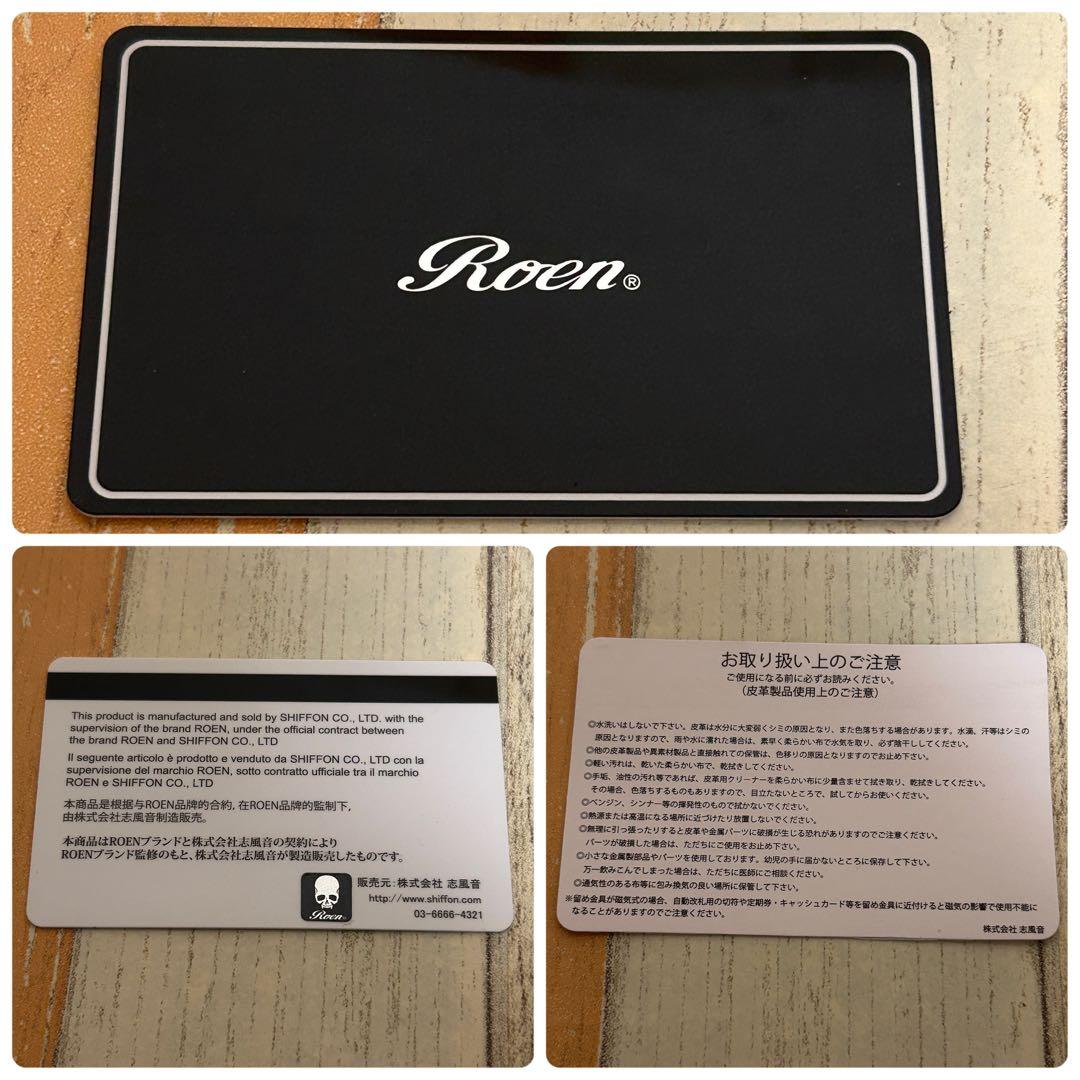 Roen®
This product is manufactured and sold by SHIFFON CO., LTD. with the
supervision of the brand ROEN, under the official contract between
the brand ROEN and SHIFFON CO., LTD
Il seguente articolo è prodotto e venduto da SHIFFON CO., LTD con la
supervisione del marchio ROEN, sotto contratto ufficiale tra il marchio
ROEN e SHIFFON CO., LTD
本商品是根据与ROEN品牌的合約, 在ROEN品牌的監制下,
由株式会社志風音制造販売。
本商品はROENブランドと株式会社志風音の契約により
ROENブランド監修のもと、株式会社志風音が製造販売したものです。
Roen®
販売元:株式会社 志風音
http://www.shiffon.com
03-6666-4321
お取り扱い上のご注意
ご使用になる前に必ずお読みください。
(皮革製品使用上のご注意)
◎水洗いはしないで下さい。皮革は水分に大変弱くシミの原因となり、また色落ちする場合があります。水滴、汗等はシミの
原因となりますので、雨や水に濡れた場合は、素早く柔らかい布で水気を取り、必ず陰干ししてください。
◎他の皮革製品や異素材製品と直接触れての保管は、色移りの原因となりますのでお止め下さい。
◎軽い汚れは、乾いた柔らかい布で、乾拭きしてください。
◎手垢、油性の汚れ等であれば、皮革用クリーナーを柔らかい布に少量含ませて拭き取り、乾拭きしてください。
その場合、色落ちするものもありますので、目立たないところで、試してからお使いください。
◎ベンジン、シンナー等の揮発性のもので拭かないでください。
◎熱源または高温になる場所に近づけたり放置しないでください。
◎無理に引っ張ったりすると皮革や金属パーツに破損が生じる恐れがありますのでご注意ください。
パーツが破損した場合は、ただちにご使用をお止め下さい。
◎小さな金属製部品やパーツを使用しております。幼児の手に届かないところに保存して下さい。
万一飲みこんでしまった場合は、ただちに医師にご相談ください。
◎通気性のある布等に包み換気の良い場所に保管して下さい。
※留め金具が磁気式の場合、自動改札用の切符や定期券・キャッシュカード等を留め金具に近付けると磁気の影響で使用不能に
なることがありますのでご注意ください。
株式会社 志風音